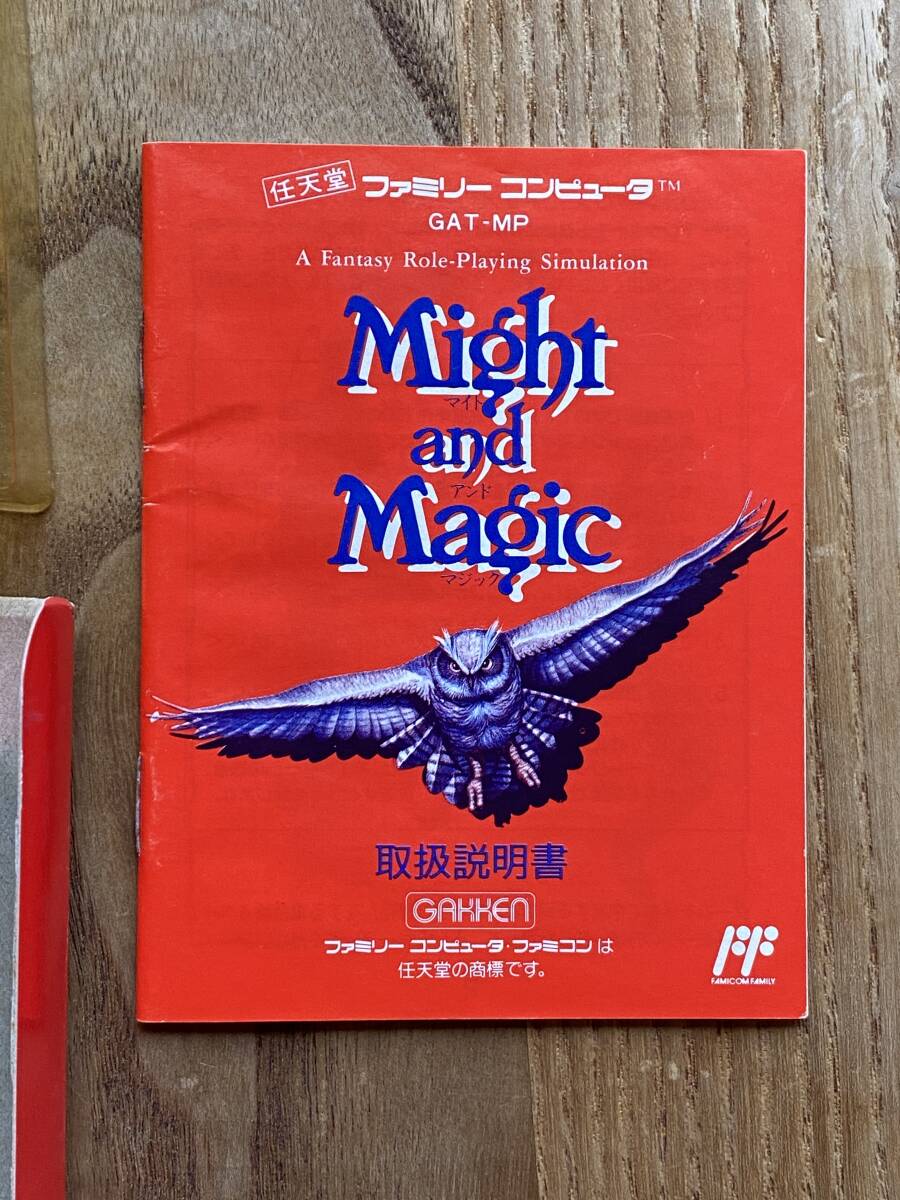 任天堂 ファミリー コンピュータ™
GAT-MP
A Fantasy Role-Playing Simulation
Might
マイト
and
アンド
Magic
マジック
取扱説明書
GAKKEN
ファミリー コンピュータ・ファミコンは
任天堂の商標です。
FF
FAMICOM FAMILY